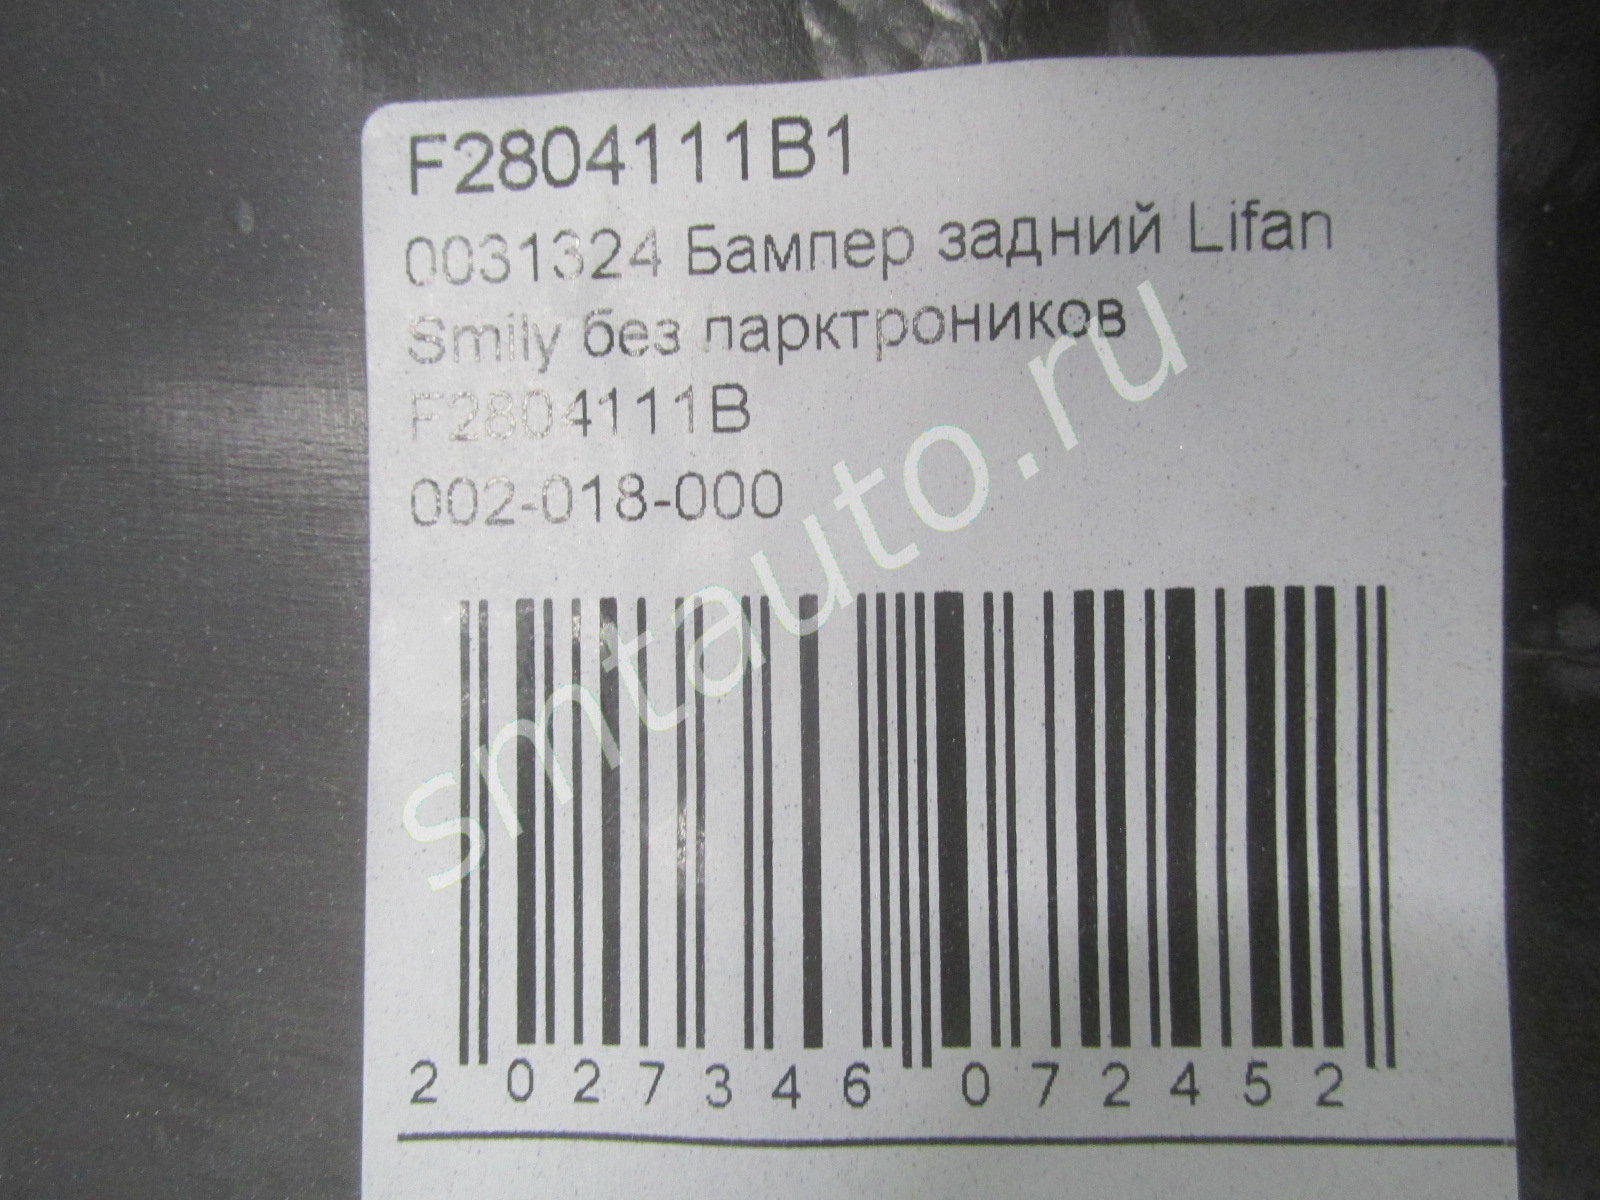 F2804111B1
0031324 Бампер задний Lifan
Smily без парктроников
F2804111B
002-018-000
smtauto.ru
2 027346 072452